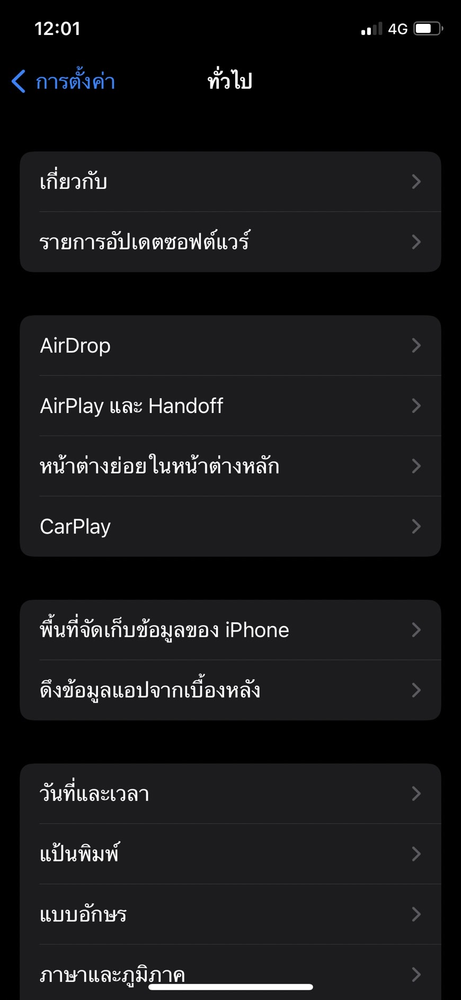 12:01
4G
การตั้งค่า
ทั่วไป
เกี่ยวกับ
รายการอัปเดตซอฟต์แวร์
AirDrop
AirPlay และ Handoff
หน้าต่างย่อยในหน้าต่างหลัก
CarPlay
พื้นที่จัดเก็บข้อมูลของ iPhone
ดึงข้อมูลแอปจากเบื้องหลัง
วันที่และเวลา
แป้นพิมพ์
แบบอักษร
ภาษาและภูมิภาค